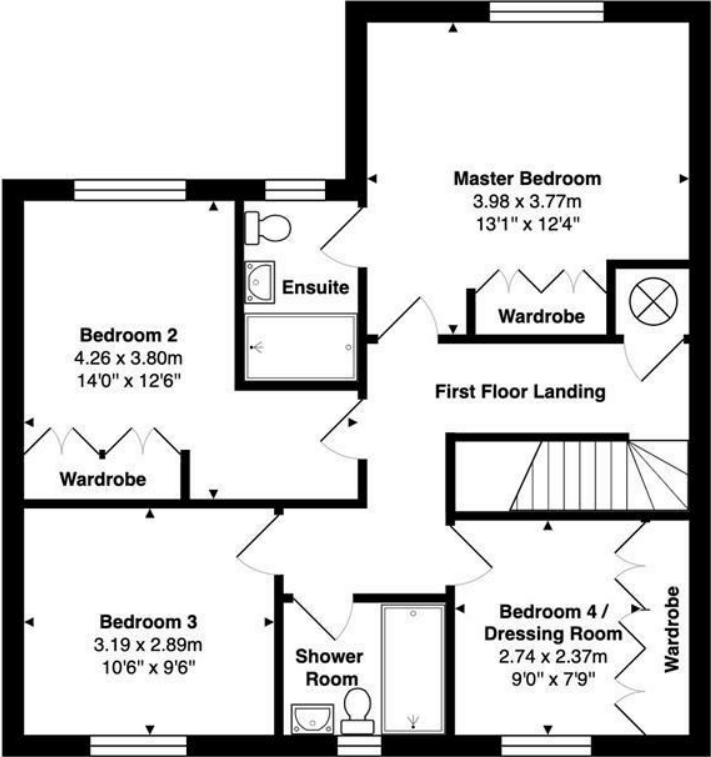 Master Bedroom
3.98 x 3.77m
13'1" x 12'4"
Ensuite
Wardrobe
Bedroom 2
4.26 x 3.80m
14'0" x 12'6"
First Floor Landing
Wardrobe
Bedroom 3
3.19 x 2.89m
10'6" x 9'6"
Shower
Room
Bedroom 4 /
Dressing Room
2.74 x 2.37m
9'0" x 7'9"
Wardrobe